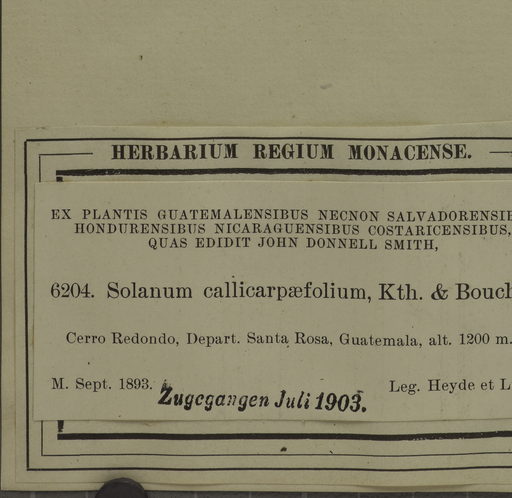 HERBARIUM REGIUM MONACENSE.
EX PLANTIS GUATEMALENSIBUS NECNON SALVADORENSIB
HONDURENSIBUS NICARAGUENSIBUS COSTARICENSIBUS,
QUAS EDIDIT JOHN DONNELL SMITH,
6204. Solanum callicarpæfolium, Kth. & Bouch
Cerro Redondo, Depart. Santa Rosa, Guatemala, alt. 1200 m.
M. Sept. 1893. Leg. Heyde et L
Zugegangen Juli 1903.